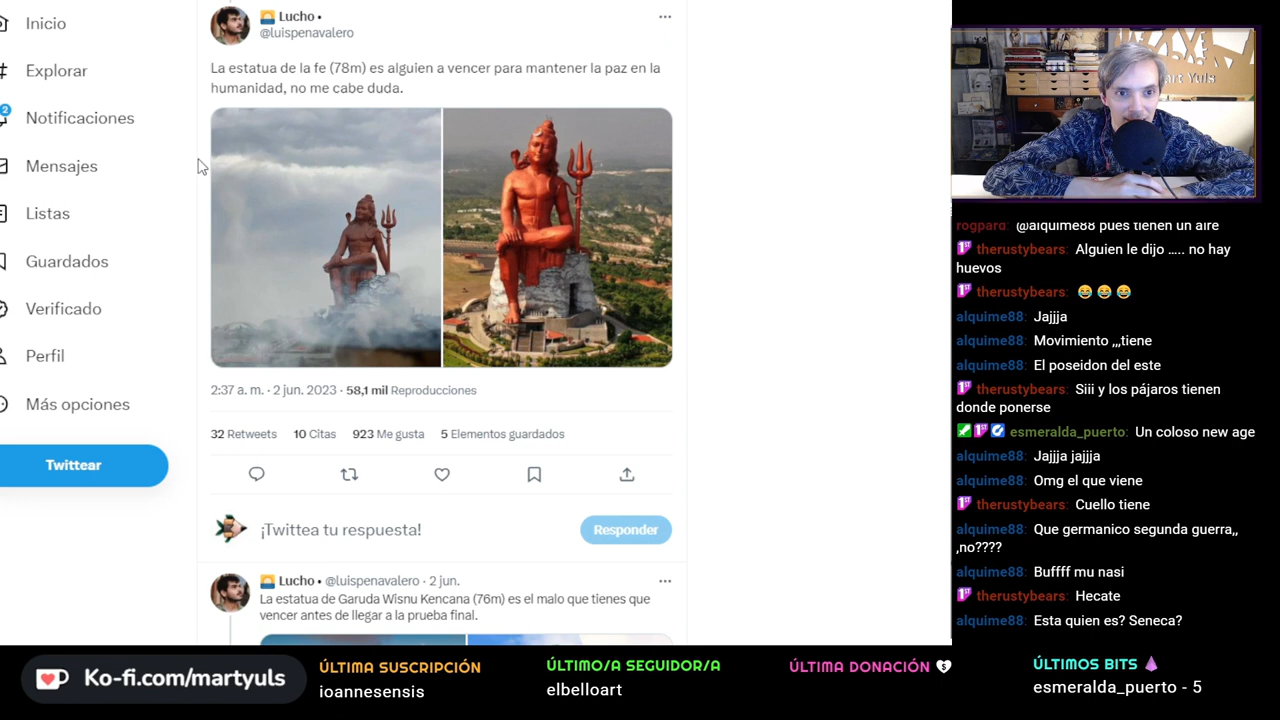 Inicio
Explorar
2
Notificaciones
Mensajes
Listas
Guardados
Verificado
Perfil
Más opciones
Twittear
Lucho •
@luispenavalero
La estatua de la fe (78m) es alguien a vencer para mantener la paz en la
humanidad, no me cabe duda.
2:37 a. m. · 2 jun. 2023 · 58,1 mil Reproducciones
32 Retweets 10 Citas 923 Me gusta 5 Elementos guardados
¡Twittea tu respuesta!
Responder
Lucho • @luispenavalero · 2 jun.
La estatua de Garuda Wisnu Kencana (76m) es el malo que tienes que
vencer antes de llegar a la prueba final.
art Yuls
rogpara: @alquime88 pues tienen un aire
therustybears: Alguien le dijo ..... no hay
huevos
therustybears: 😂 😂 😂
alquime88: Jajjja
alquime88: Movimiento ,,,tiene
alquime88: El poseidon del este
therustybears: Siii y los pájaros tienen
donde ponerse
esmeralda_puerto: Un coloso new age
alquime88: Jajjja jajjja
alquime88: Omg el que viene
therustybears: Cuello tiene
alquime88: Que germanico segunda guerra,,
,no????
alquime88: Buffff mu nasi
therustybears: Hecate
alquime88: Esta quien es? Seneca?
Ko-fi.com/martyuls
ÚLTIMA SUSCRIPCIÓN
ioannesensis
ÚLTIMO/A SEGUIDOR/A
elbelloart
ÚLTIMA DONACIÓN
ÚLTIMOS BITS
esmeralda_puerto - 5